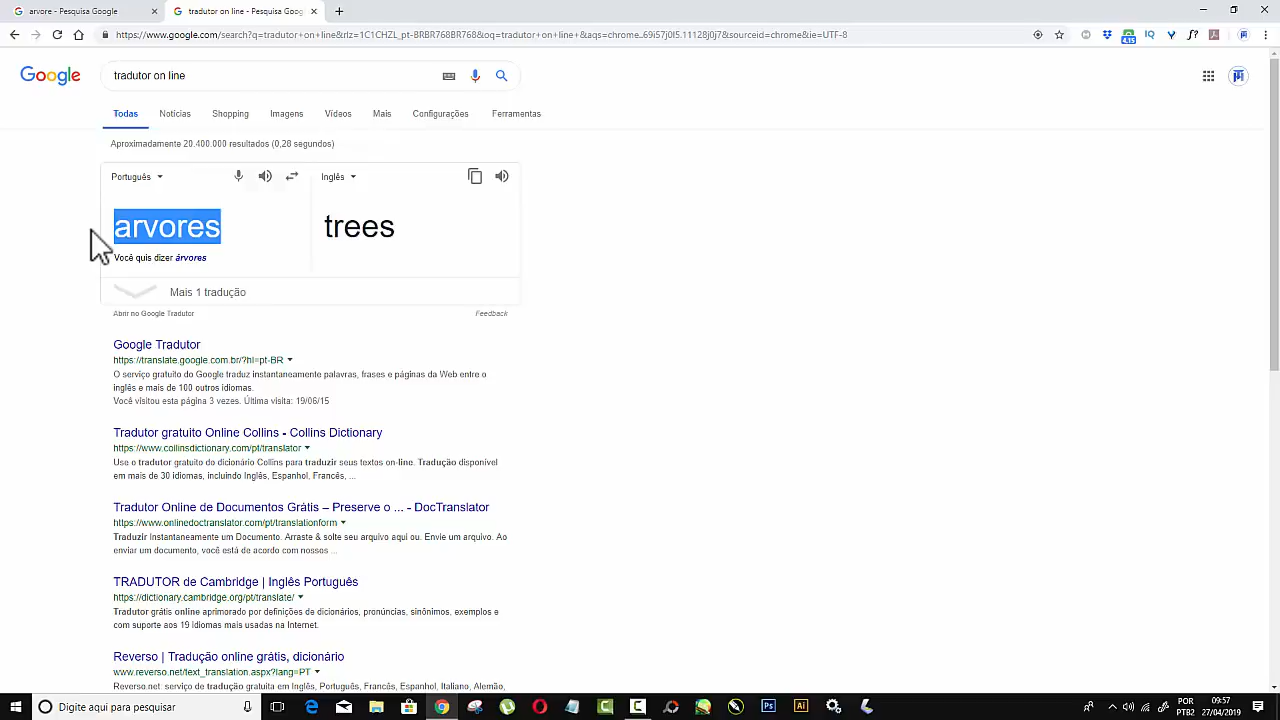 arvore - Pesquisa Google
tradutor on line - Pesquisa Goog
https://www.google.com/search?q=tradutor+on+line&rlz=1C1CHZL_pt-BRBR768BR768&oq=tradutor+on+line+&aqs=chrome..69i57j0l5.11128j0j7&sourceid=chrome&ie=UTF-8
Google
tradutor on line
Todas Notícias Shopping Imagens Vídeos Mais Configurações Ferramentas
Aproximadamente 20.400.000 resultados (0,28 segundos)
Português Inglês
arvores trees
Você quis dizer árvores
Mais 1 tradução
Abrir no Google Tradutor Feedback
Google Tradutor
https://translate.google.com.br/?hl=pt-BR
O serviço gratuito do Google traduz instantaneamente palavras, frases e páginas da Web entre o
inglês e mais de 100 outros idiomas.
Você visitou esta página 3 vezes. Última visita: 19/06/15
Tradutor gratuito Online Collins - Collins Dictionary
https://www.collinsdictionary.com/pt/translator
Use o tradutor gratuito do dicionário Collins para traduzir seus textos on-line. Tradução disponível
em mais de 30 idiomas, incluindo Inglês, Espanhol, Francês, ...
Tradutor Online de Documentos Grátis – Preserve o ... - DocTranslator
https://www.onlinedoctranslator.com/pt/translationform
Traduzir Instantaneamente um Documento. Arraste & solte seu arquivo aqui ou. Envie um arquivo. Ao
enviar um documento, você está de acordo com nossos ...
TRADUTOR de Cambridge | Inglês Português
https://dictionary.cambridge.org/pt/translate/
Tradutor grátis online aprimorado por definições de dicionários, pronúncias, sinônimos, exemplos e
com suporte aos 19 idiomas mais usadas na Internet.
Reverso | Tradução online grátis, dicionário
www.reverso.net/text_translation.aspx?lang=PT
Reverso.net: serviço de tradução gratuita em Inglês, Português, Francês, Espanhol, Italiano, Alemão,
Digite aqui para pesquisar
Ps Ai
POR
PTB2
09:57
27/04/2019